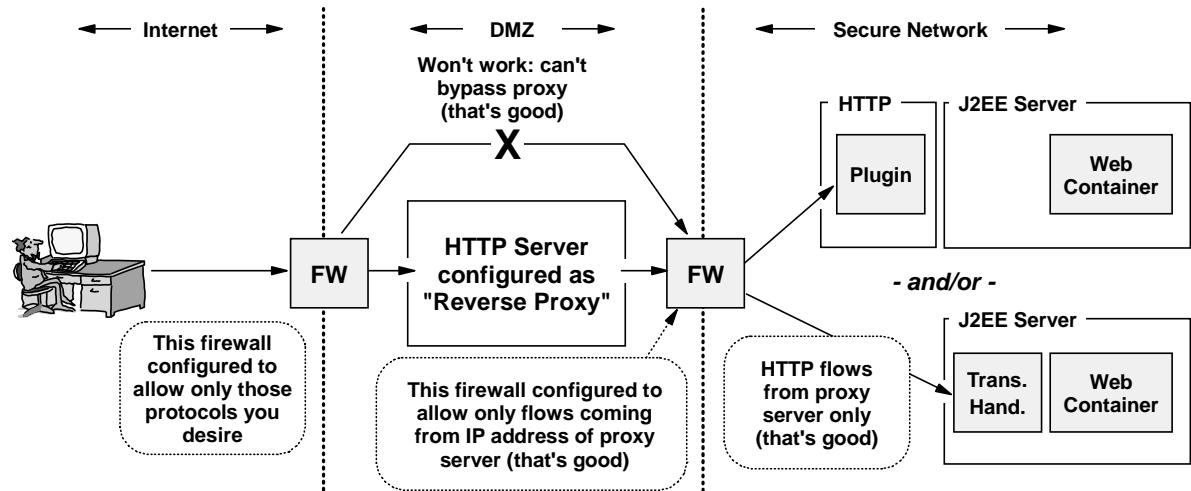 Internet
DMZ
Secure Network
Won't work: can't
bypass proxy
(that's good)
X
HTTP
J2EE Server
Plugin
Web
Container
FW
HTTP Server
configured as
"Reverse Proxy"
FW
- and/or -
J2EE Server
Trans.
Hand.
Web
Container
This firewall
configured to
allow only those
protocols you
desire
This firewall configured to
allow only flows coming
from IP address of proxy
server (that's good)
HTTP flows
from proxy
server only
(that's good)